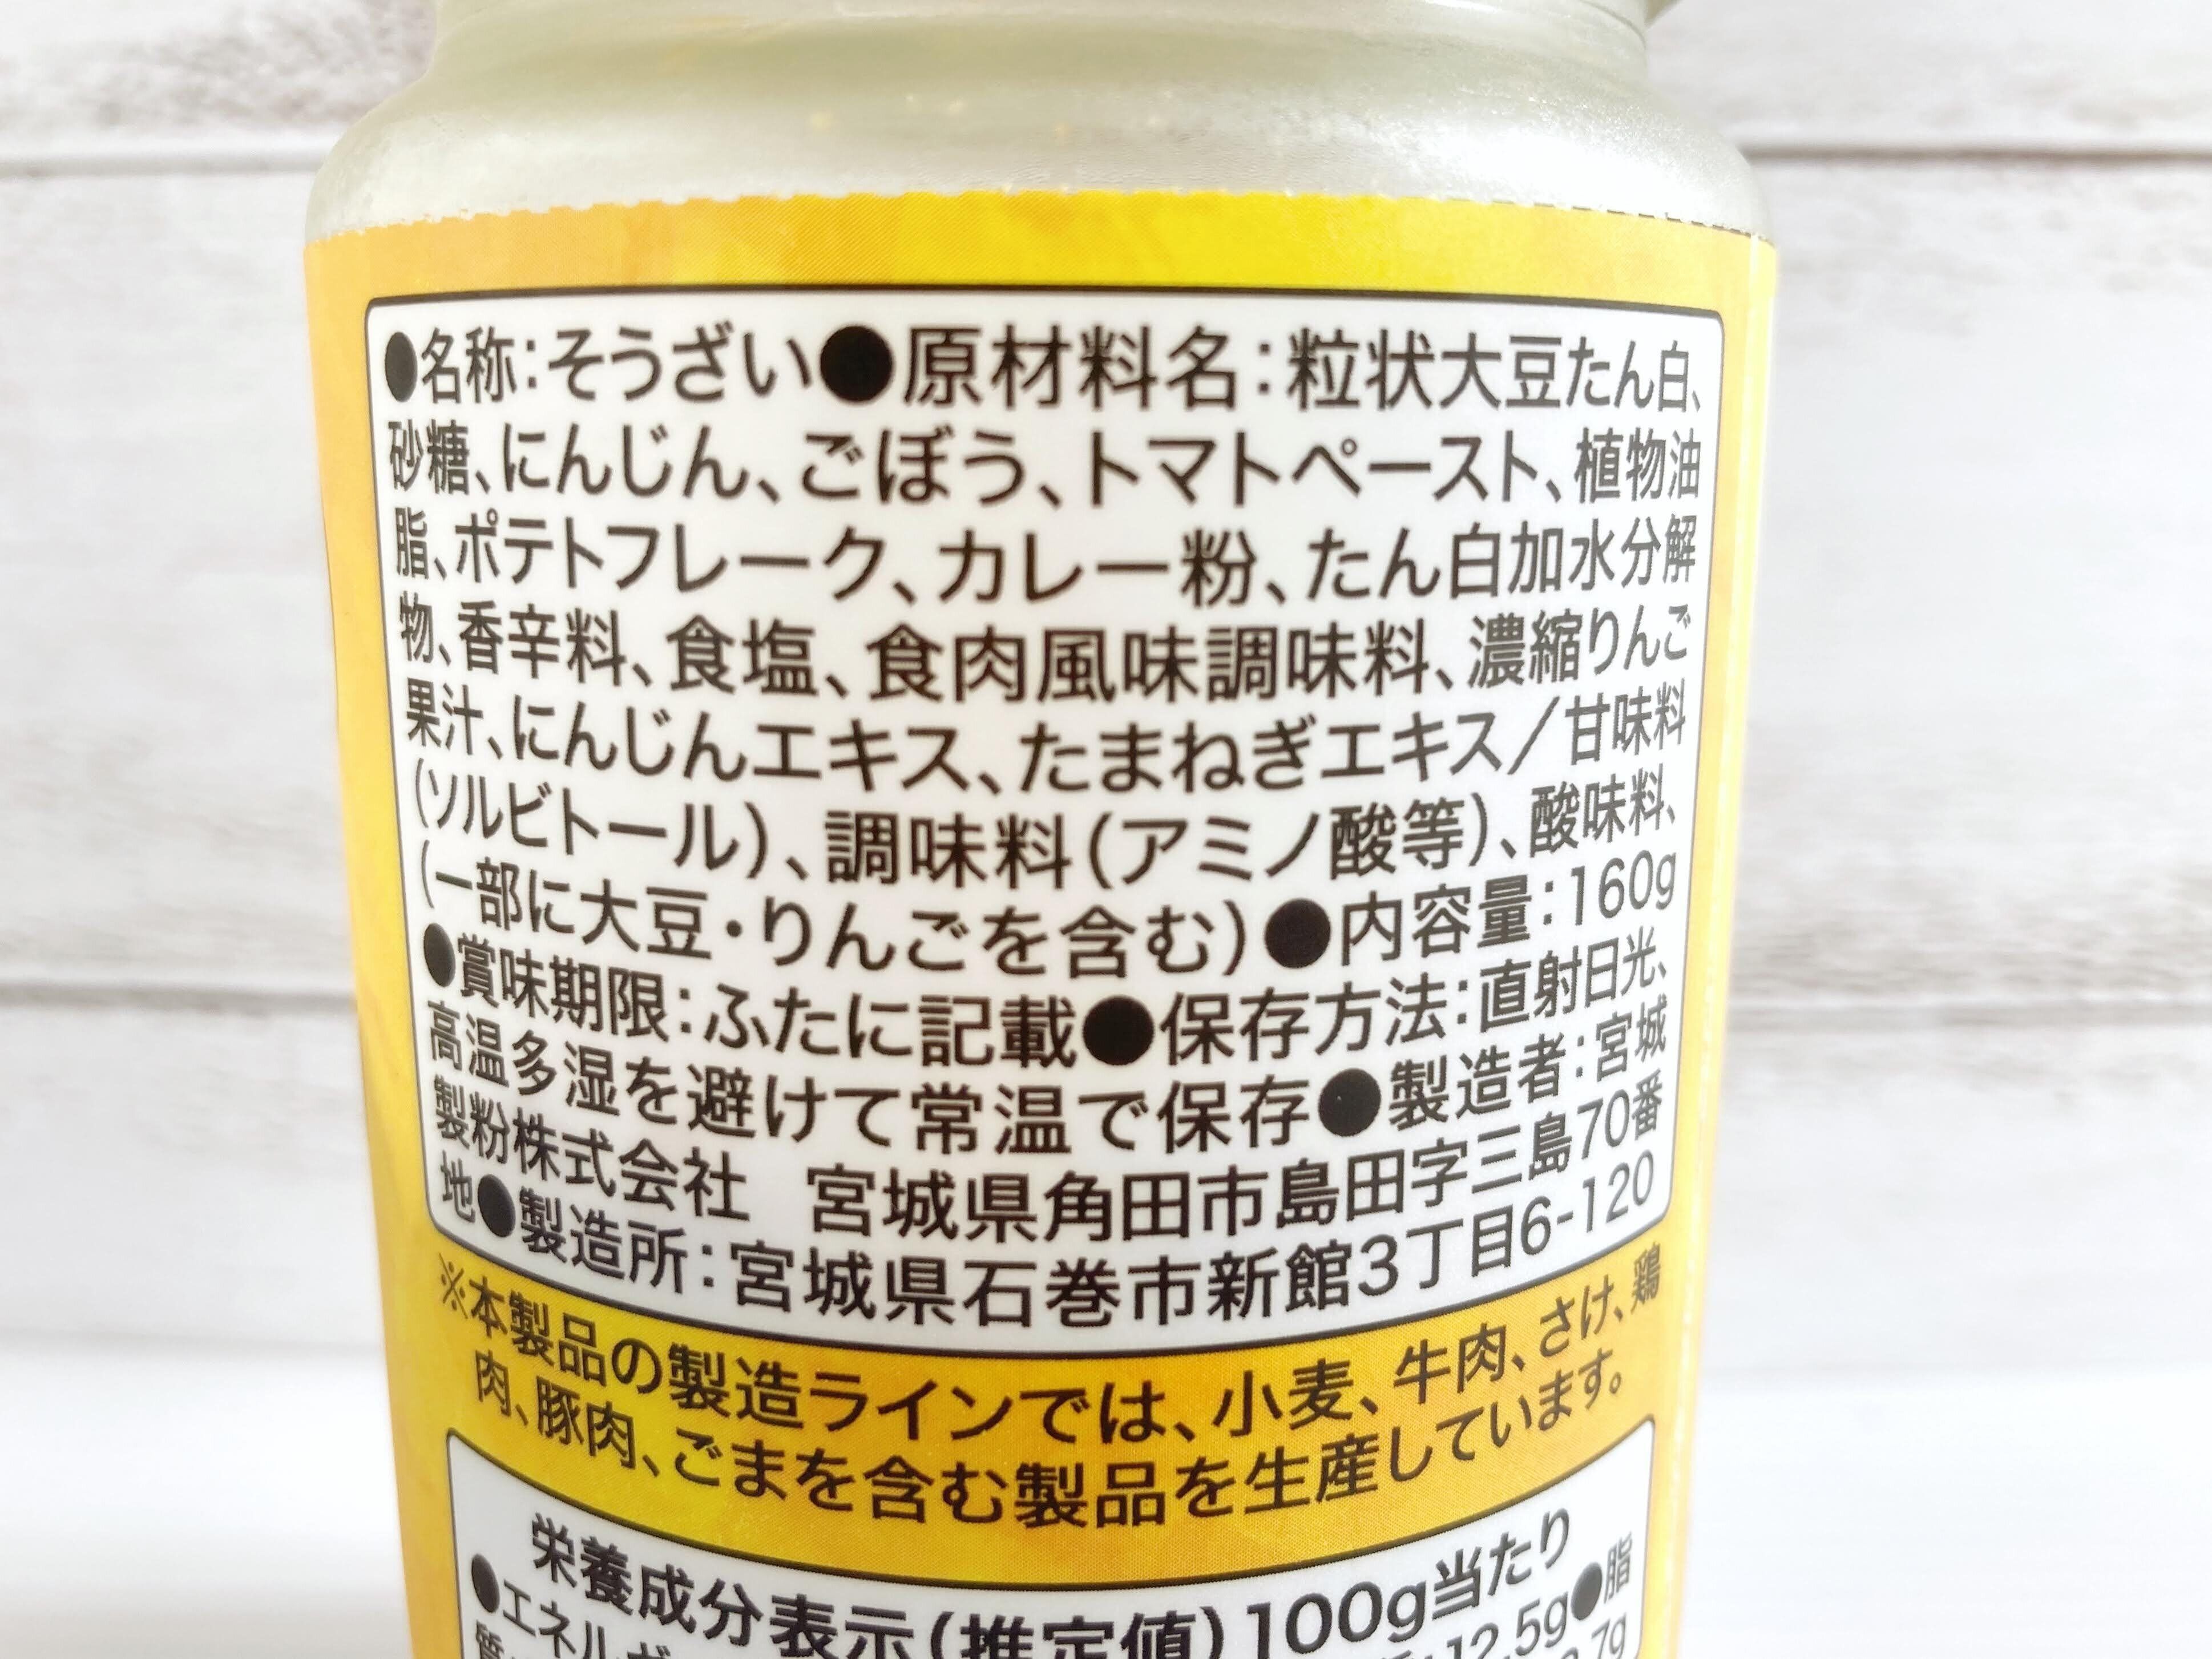 ●名称：そうざい●原材料名：粒状大豆たん白、
砂糖、にんじん、ごぼう、トマトペースト、植物油
脂、ポテトフレーク、カレー粉、たん白加水分解
物、香辛料、食塩、食肉風味調味料、濃縮りんご
果汁、にんじんエキス、たまねぎエキス／甘味料
（ソルビトール）、調味料（アミノ酸等）、酸味料、
（一部に大豆・りんごを含む）●内容量：160g
●賞味期限：ふたに記載●保存方法：直射日光、
高温多湿を避けて常温で保存●製造者：宮城
製粉株式会社　宮城県角田市島田字三島70番
地●製造所：宮城県石巻市新館3丁目6-120
※本製品の製造ラインでは、小麦、牛肉、さけ、鶏
肉、豚肉、ごまを含む製品を生産しています。
栄養成分表示（推定値）100g当たり
●エネルギ 12.5g●脂
質 7g